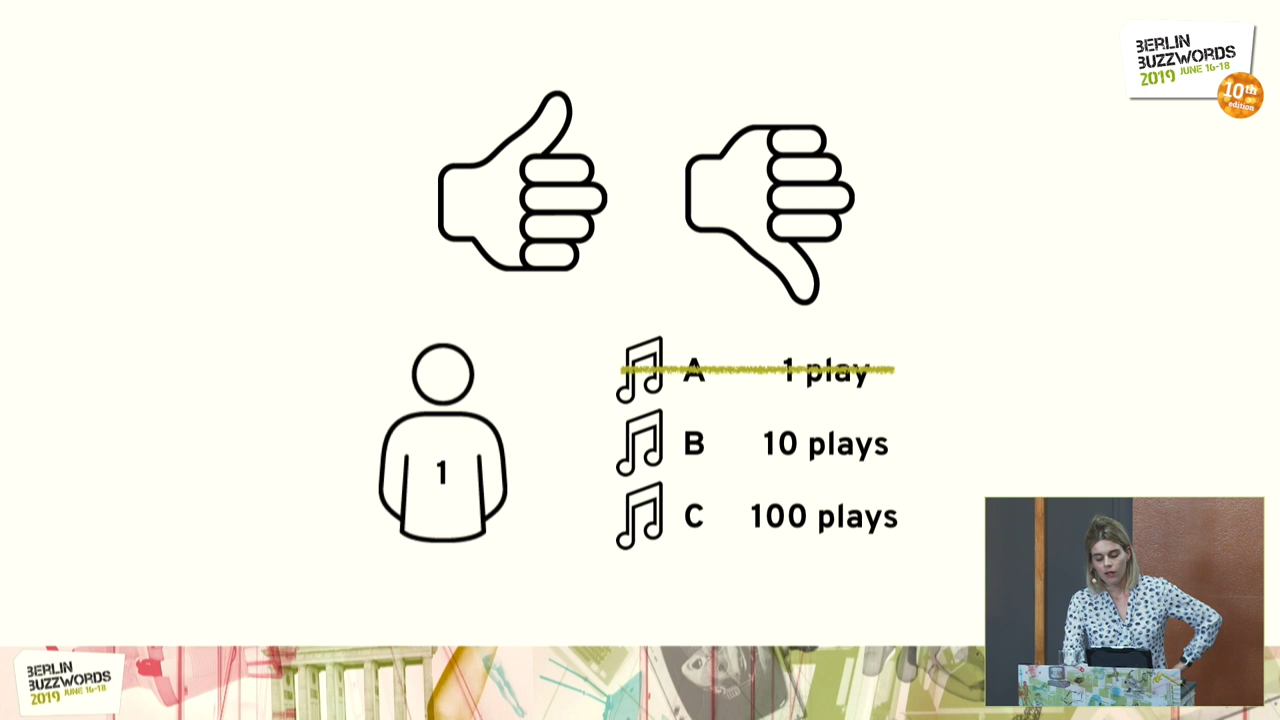 BERLIN
BUZZWORDS
2019 JUNE 16-18
10th
edition
1
A 1 play
B 10 plays
C 100 plays
BERLIN
BUZZWORDS
2019 JUNE 16-18